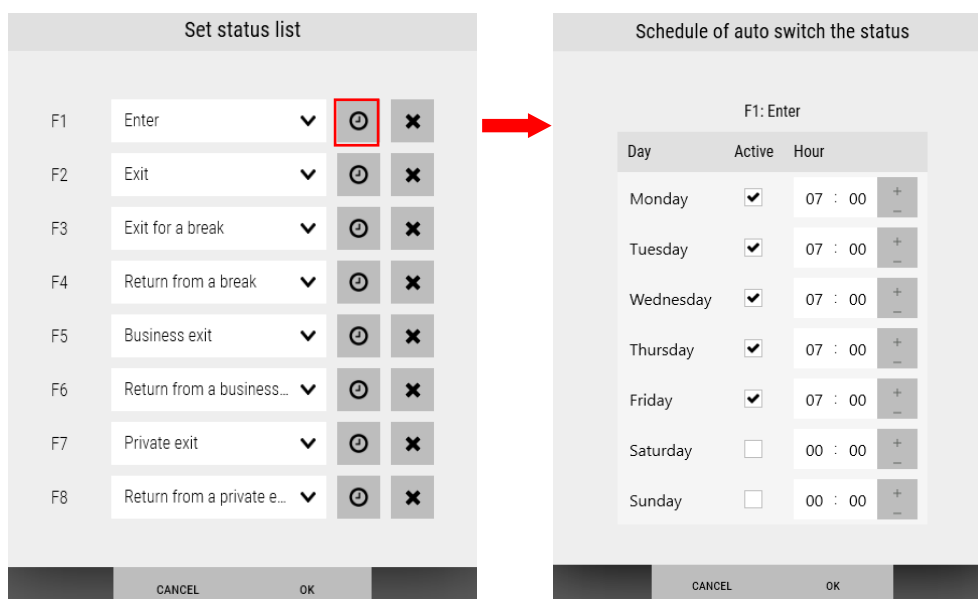 Set status list
F1 Enter
F2 Exit
F3 Exit for a break
F4 Return from a break
F5 Business exit
F6 Return from a business...
F7 Private exit
F8 Return from a private e...
CANCEL OK
Schedule of auto switch the status
F1: Enter
Day Active Hour
Monday 07 : 00 + –
Tuesday 07 : 00 + –
Wednesday 07 : 00 + –
Thursday 07 : 00 + –
Friday 07 : 00 + –
Saturday 00 : 00 + –
Sunday 00 : 00 + –
CANCEL OK